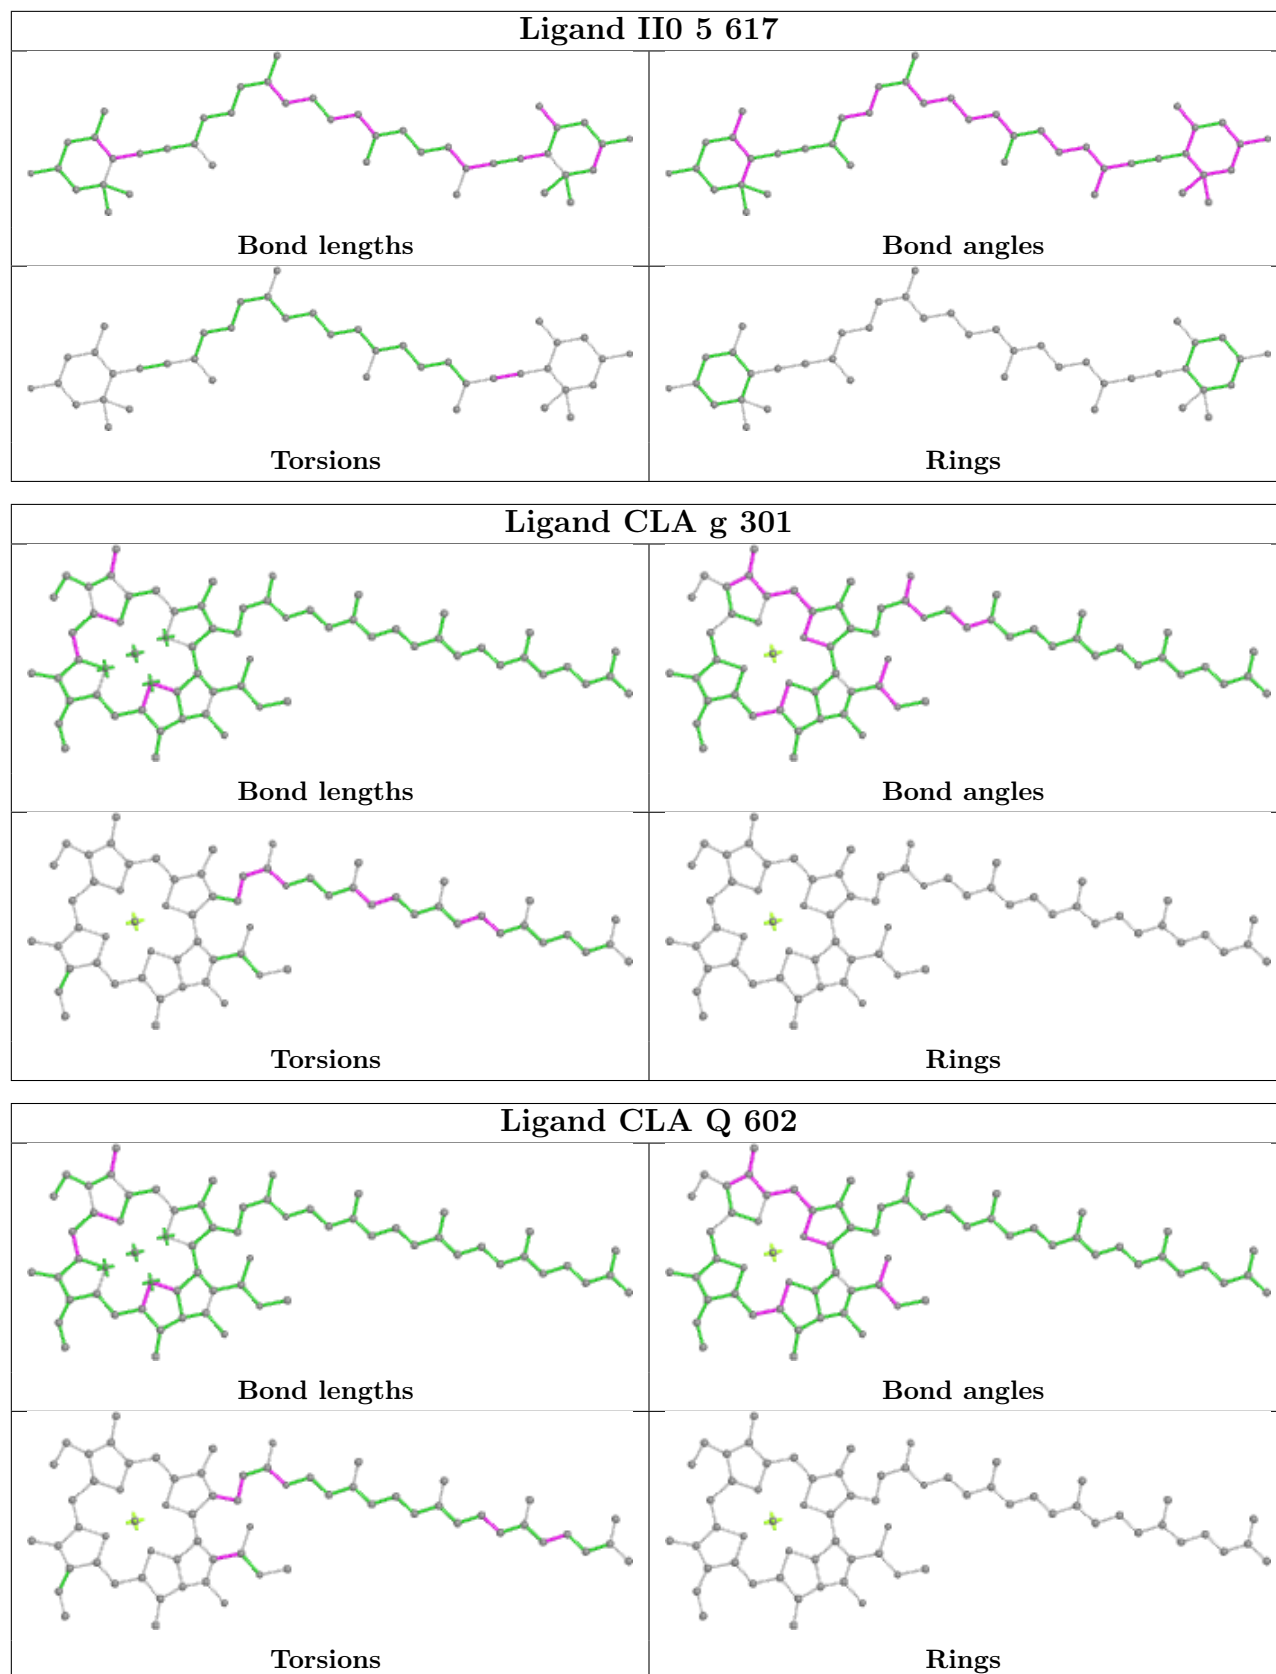 Ligand II0 5 617
Bond lengths
Bond angles
Torsions
Rings
Ligand CLA g 301
Bond lengths
Bond angles
Torsions
Rings
Ligand CLA Q 602
Bond lengths
Bond angles
Torsions
Rings